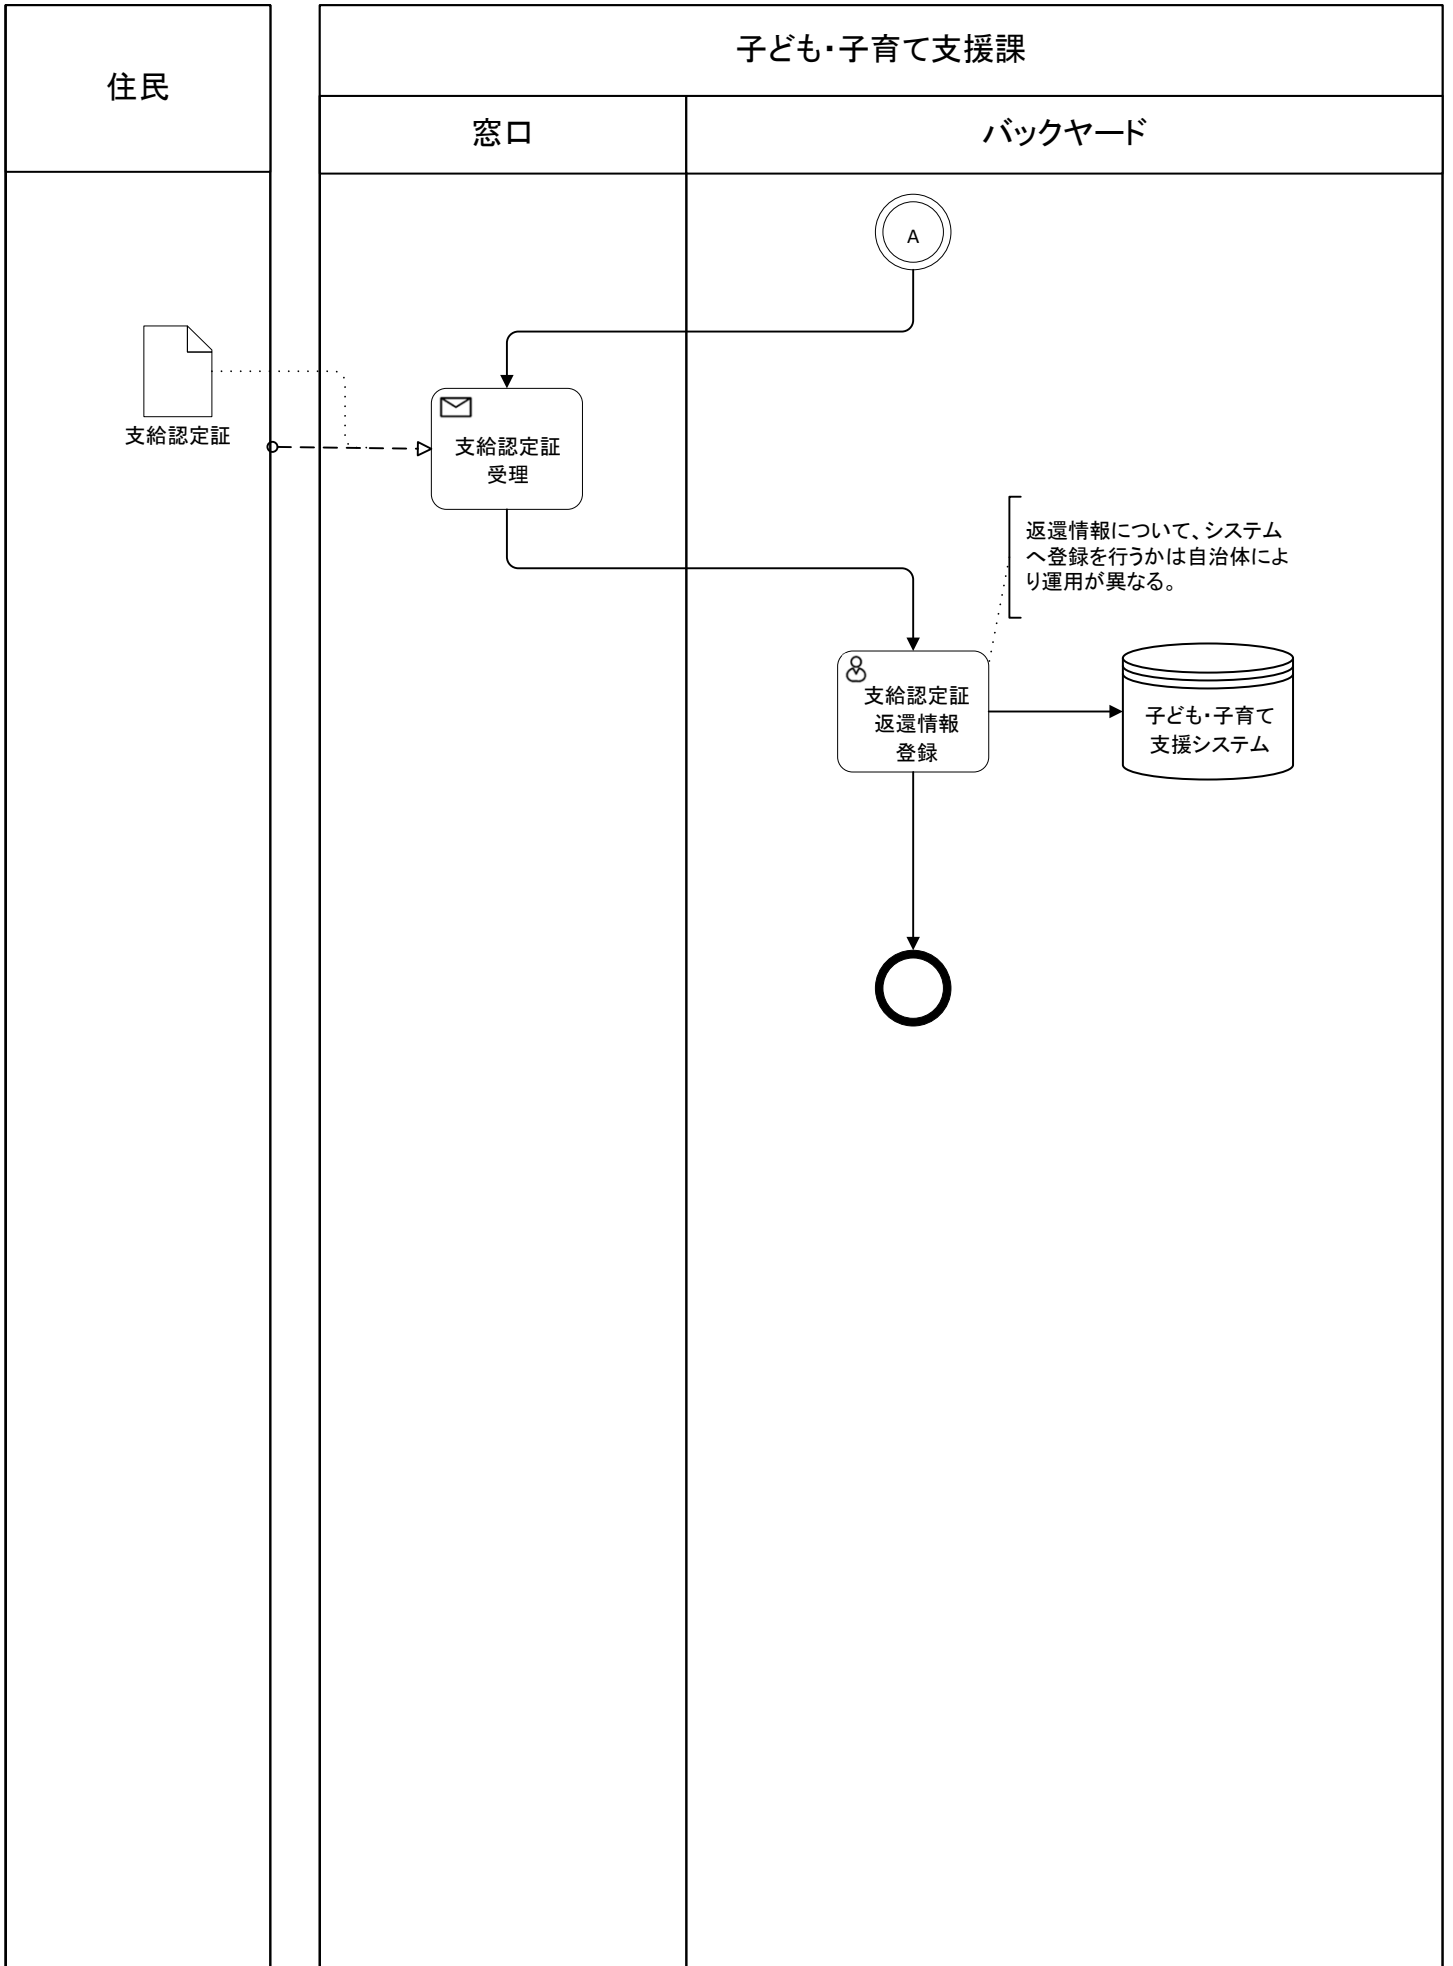 住民
子ども・子育て支援課
窓口
バックヤード
A
支給認定証
支給認定証
受理
返還情報について、システム
へ登録を行うかは自治体によ
り運用が異なる。
支給認定証
返還情報
登録
子ども・子育て
支援システム